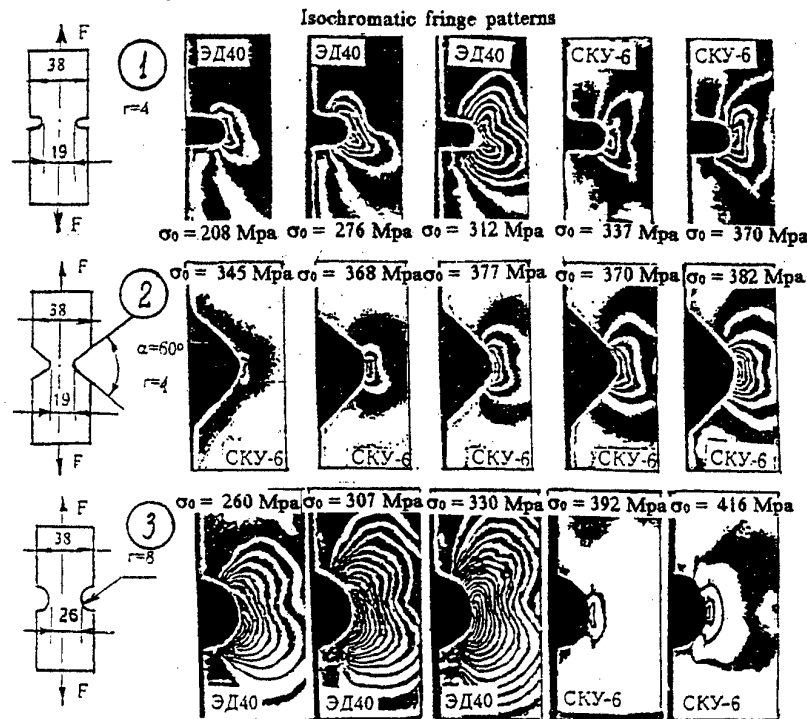 Isochromatic fringe patterns
F
38
r=4
19
F
1
ЭД40
ЭД40
ЭД40
СКУ-6
СКУ-6
σ₀ = 208 Mpa
σ₀ = 276 Mpa
σ₀ = 312 Mpa
σ₀ = 337 Mpa
σ₀ = 370 Mpa
F
38
α=60º
r=4
19
F
2
σ₀ = 345 Mpa
σ₀ = 368 Mpa
σ₀ = 377 Mpa
σ₀ = 370 Mpa
σ₀ = 382 Mpa
СКУ-6
СКУ-6
СКУ-6
СКУ-6
СКУ-6
F
38
r=8
26
F
3
σ₀ = 260 Mpa
σ₀ = 307 Mpa
σ₀ = 330 Mpa
σ₀ = 392 Mpa
σ₀ = 416 Mpa
ЭД40
ЭД40
ЭД40
СКУ-6
СКУ-6